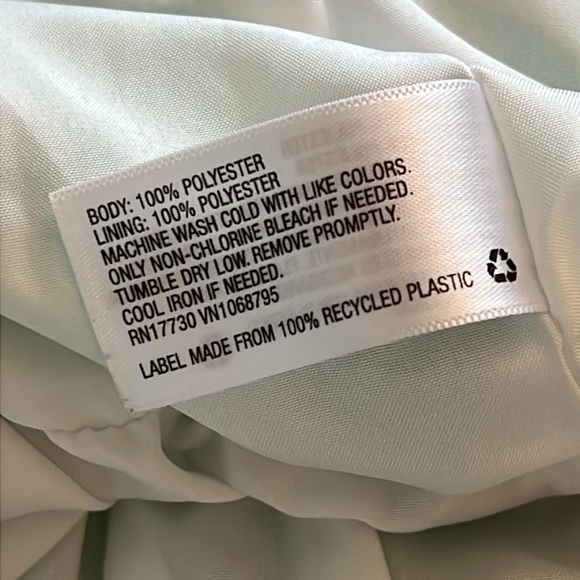 BODY: 100% POLYESTER
LINING: 100% POLYESTER
MACHINE WASH COLD WITH LIKE COLORS.
ONLY NON-CHLORINE BLEACH IF NEEDED.
TUMBLE DRY LOW. REMOVE PROMPTLY.
COOL IRON IF NEEDED.
RN17730 VN1068795
LABEL MADE FROM 100% RECYCLED PLASTIC